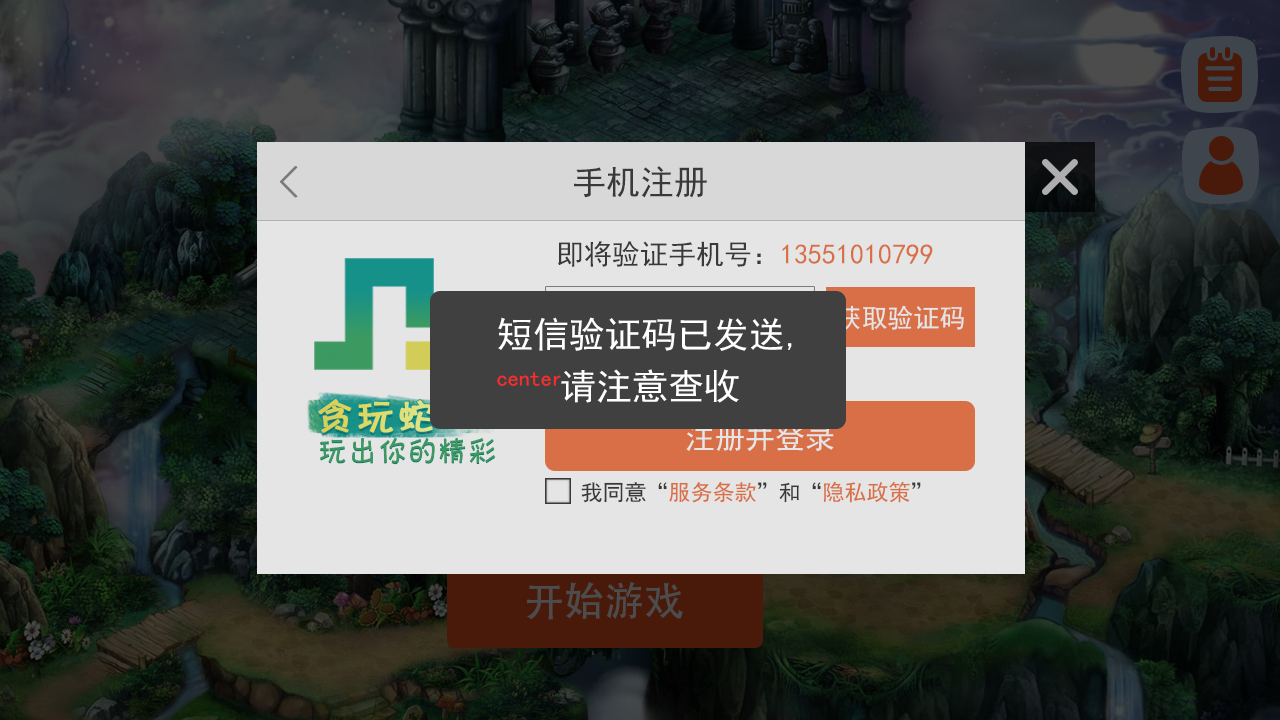 手机注册
即将验证手机号：13551010799
获取验证码
短信验证码已发送,
center请注意查收
贪玩蛇
玩出你的精彩
注册并登录
我同意“服务条款”和“隐私政策”
开始游戏